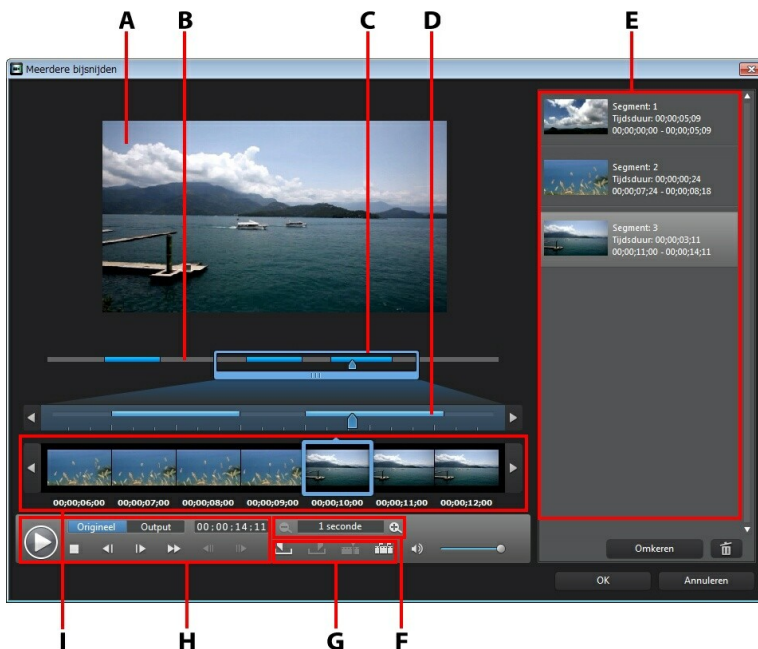 A B C D E
Meerdere bijsnijden
Segment: 1
Tijdsduur: 00;00;05;09
00;00;00;00 - 00;00;05;09
Segment: 2
Tijdsduur: 00;00;00;24
00;00;07;24 - 00;00;08;18
Segment: 3
Tijdsduur: 00;00;03;11
00;00;11;00 - 00;00;14;11
00;00;06;00 00;00;07;00 00;00;08;00 00;00;09;00 00;00;10;00 00;00;11;00 00;00;12;00
Origineel Output 00:00:14:11 1 seconde
Omkeren
OK Annuleren
I H G F